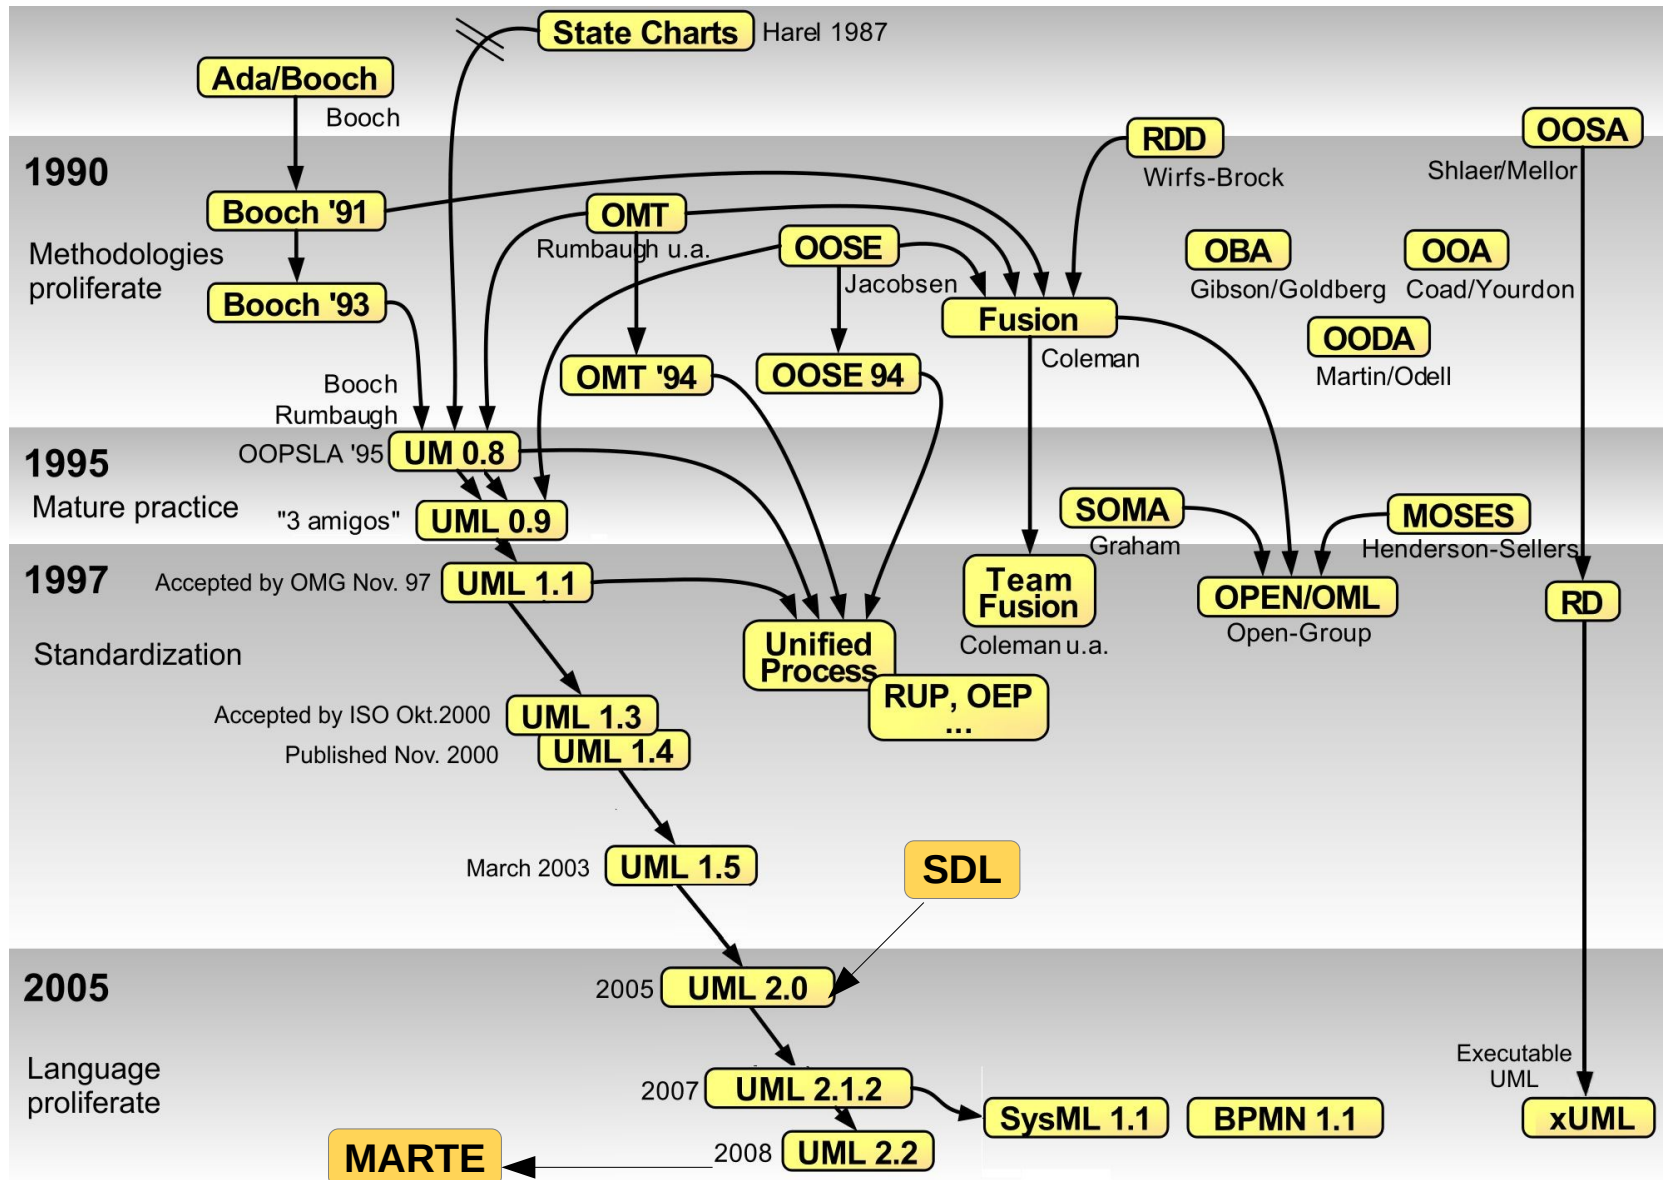 State Charts
Harel 1987
Ada/Booch
Booch
RDD
Wirfs-Brock
OOSA
Shlaer/Mellor
1990
Methodologies
proliferate
Booch '91
OMT
Rumbaugh u.a.
OOSE
Jacobsen
OBA
Gibson/Goldberg
OOA
Coad/Yourdon
Booch '93
Fusion
Coleman
OODA
Martin/Odell
OMT '94
OOSE 94
Booch
Rumbaugh
1995
Mature practice
OOPSLA '95
UM 0.8
"3 amigos"
UML 0.9
SOMA
Graham
MOSES
Henderson-Sellers
1997
Standardization
Accepted by OMG Nov. 97
UML 1.1
Team
Fusion
Coleman u.a.
OPEN/OML
Open-Group
RD
Unified
Process
RUP, OEP
...
Accepted by ISO Okt.2000
UML 1.3
Published Nov. 2000
UML 1.4
March 2003
UML 1.5
SDL
2005
Language
proliferate
2005
UML 2.0
2007
UML 2.1.2
SysML 1.1
BPMN 1.1
Executable
UML
xUML
MARTE
2008
UML 2.2